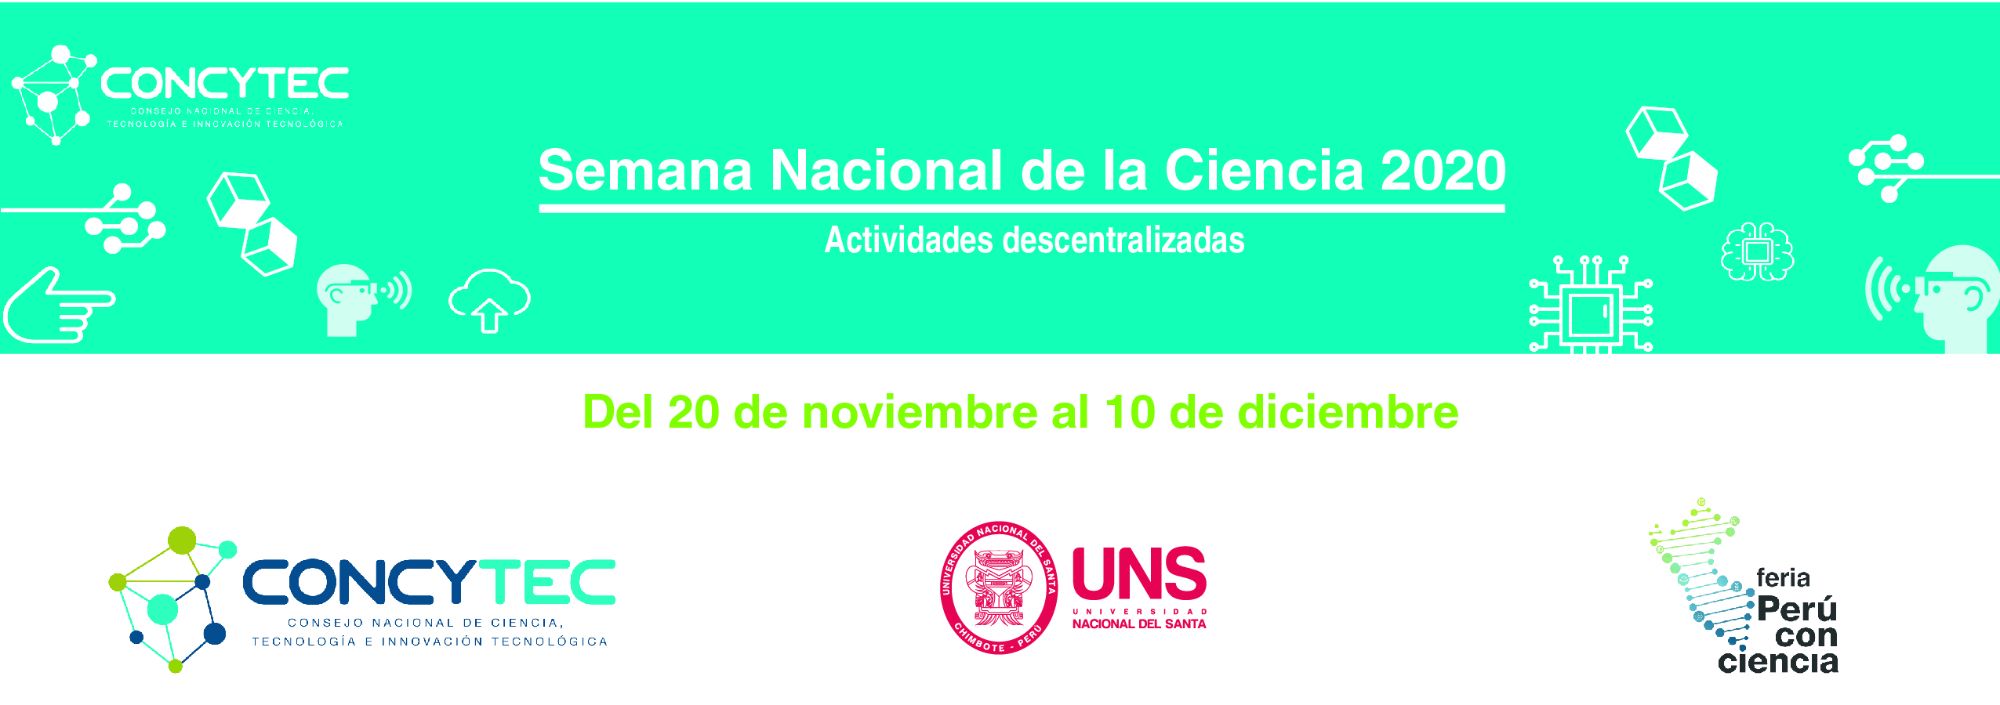 CONCYTEC
CONSEJO NACIONAL DE CIENCIA,
TECNOLOGÍA E INNOVACIÓN TECNOLÓGICA
Semana Nacional de la Ciencia 2020
Actividades descentralizadas
Del 20 de noviembre al 10 de diciembre
CONCYTEC
CONSEJO NACIONAL DE CIENCIA,
TECNOLOGÍA E INNOVACIÓN TECNOLÓGICA
UNIVERSIDAD NACIONAL DEL SANTA
CHIMBOTE - PERÚ
UNS
UNIVERSIDAD
NACIONAL DEL SANTA
feria
Perú
con
ciencia